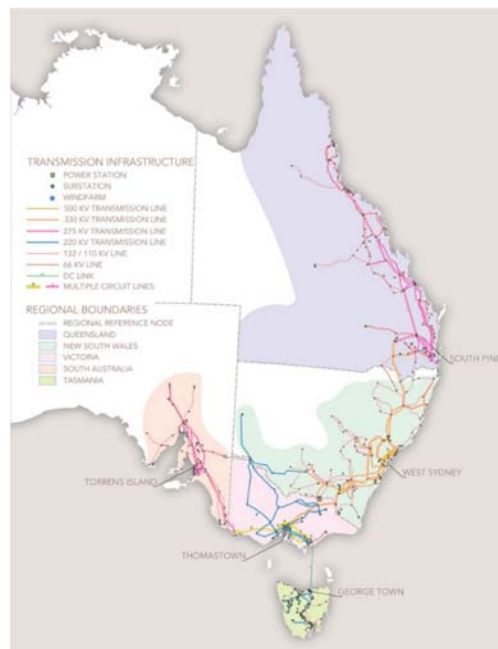 TRANSMISSION INFRASTRUCTURE
POWER STATION
SUBSTATION
WINDFARM
500 KV TRANSMISSION LINE
330 KV TRANSMISSION LINE
275 KV TRANSMISSION LINE
220 KV TRANSMISSION LINE
132 / 110 KV LINE
66 KV LINE
DC LINK
MULTIPLE CIRCUIT LINES
REGIONAL BOUNDARIES
REGIONAL REFERENCE NODE
QUEENSLAND
NEW SOUTH WALES
VICTORIA
SOUTH AUSTRALIA
TASMANIA
SOUTH PINE
WEST SYDNEY
TORRENS ISLAND
THOMASTOWN
GEORGE TOWN